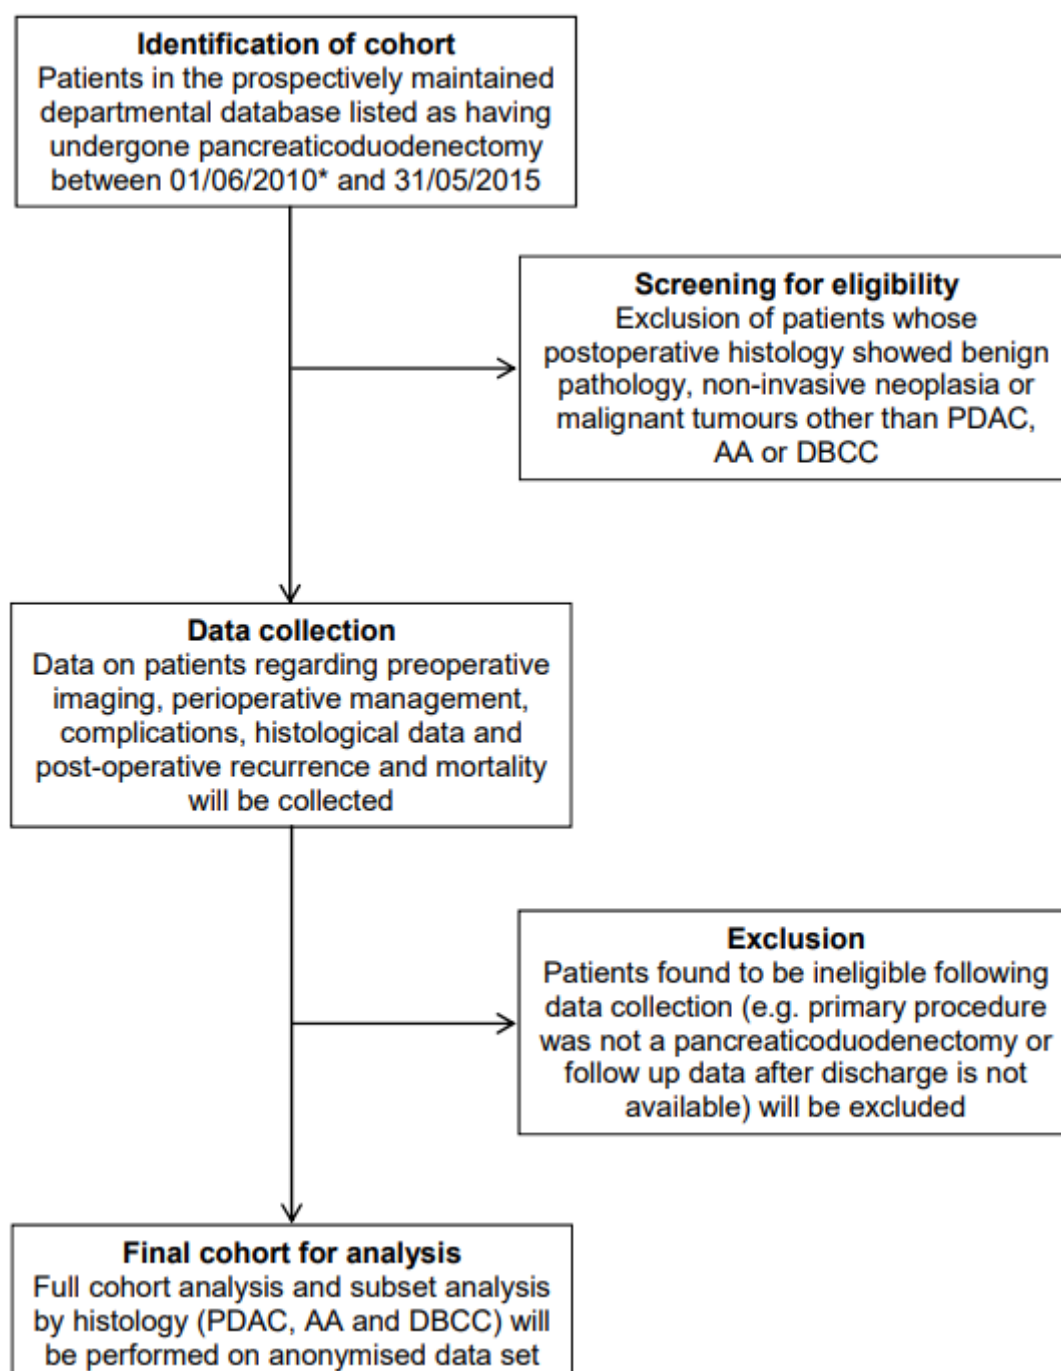 Identification of cohort
Patients in the prospectively maintained
departmental database listed as having
undergone pancreaticoduodenectomy
between 01/06/2010* and 31/05/2015
Screening for eligibility
Exclusion of patients whose
postoperative histology showed benign
pathology, non-invasive neoplasia or
malignant tumours other than PDAC,
AA or DBCC
Data collection
Data on patients regarding preoperative
imaging, perioperative management,
complications, histological data and
post-operative recurrence and mortality
will be collected
Exclusion
Patients found to be ineligible following
data collection (e.g. primary procedure
was not a pancreaticoduodenectomy or
follow up data after discharge is not
available) will be excluded
Final cohort for analysis
Full cohort analysis and subset analysis
by histology (PDAC, AA and DBCC) will
be performed on anonymised data set